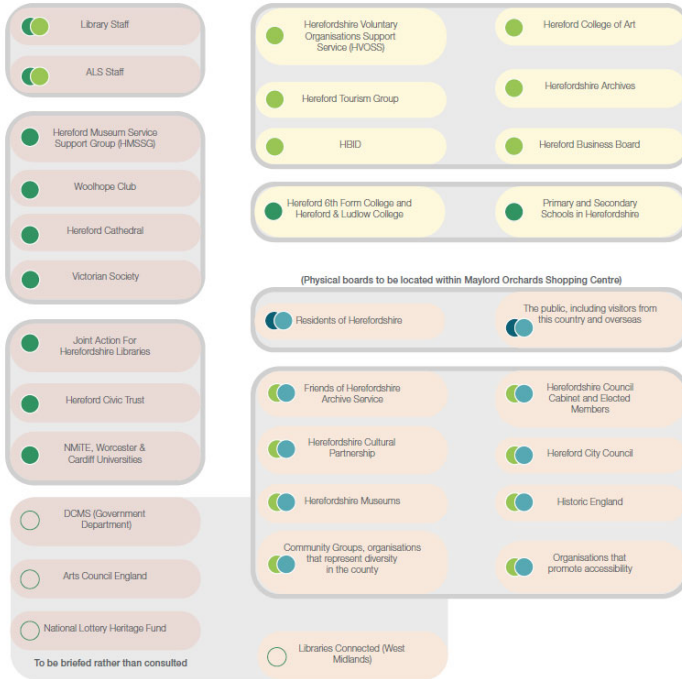 Library Staff
ALS Staff
Hereford Museum Service
Support Group (HMSSG)
Woolhope Club
Hereford Cathedral
Victorian Society
Joint Action For
Herefordshire Libraries
Hereford Civic Trust
NMITE, Worcester &
Cardiff Universities
DCMS (Government
Department)
Arts Council England
National Lottery Heritage Fund
To be briefed rather than consulted
Herefordshire Voluntary
Organisations Support
Service (HVOSS)
Hereford Tourism Group
HBID
Hereford College of Art
Herefordshire Archives
Hereford Business Board
Hereford 6th Form College and
Hereford & Ludlow College
Primary and Secondary
Schools in Herefordshire
(Physical boards to be located within Maylord Orchards Shopping Centre)
Residents of Herefordshire
The public, including visitors from
this country and overseas
Friends of Herefordshire
Archive Service
Herefordshire Cultural
Partnership
Herefordshire Museums
Community Groups, organisations
that represent diversity
in the county
Herefordshire Council
Cabinet and Elected
Members
Hereford City Council
Historic England
Organisations that
promote accessibility
Libraries Connected (West
Midlands)